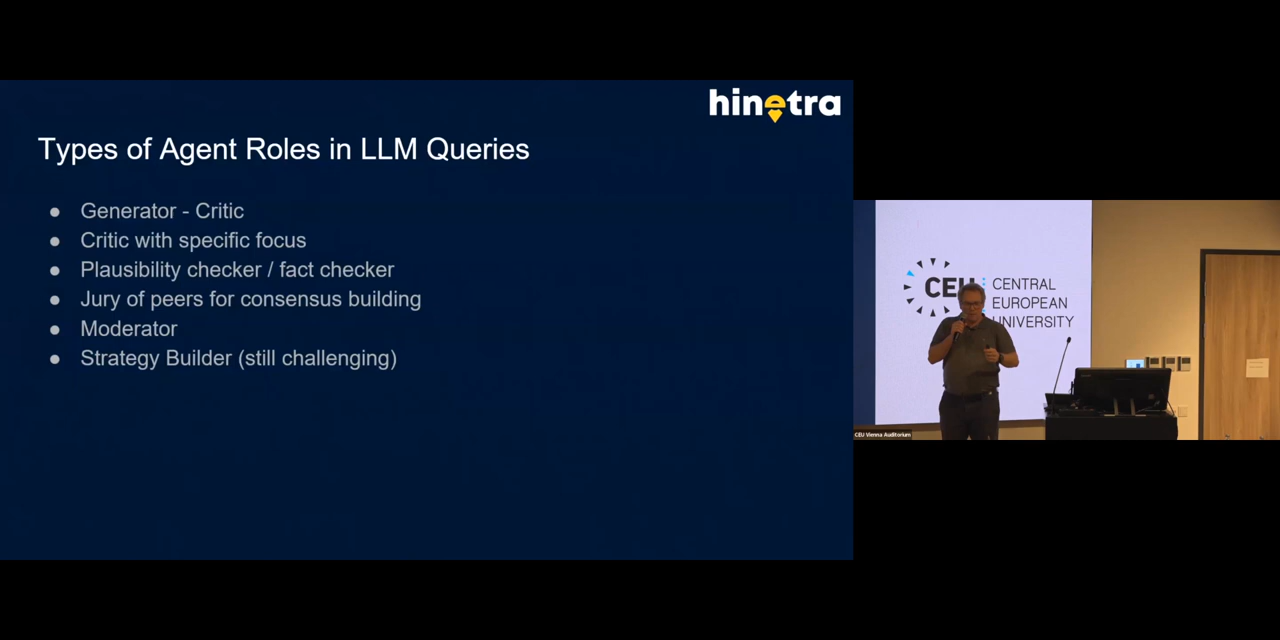 hinetra
Types of Agent Roles in LLM Queries
● Generator - Critic
● Critic with specific focus
● Plausibility checker / fact checker
● Jury of peers for consensus building
● Moderator
● Strategy Builder (still challenging)
CEU
CENTRAL
EUROPEAN
UNIVERSITY
CEU Vienna Auditorium